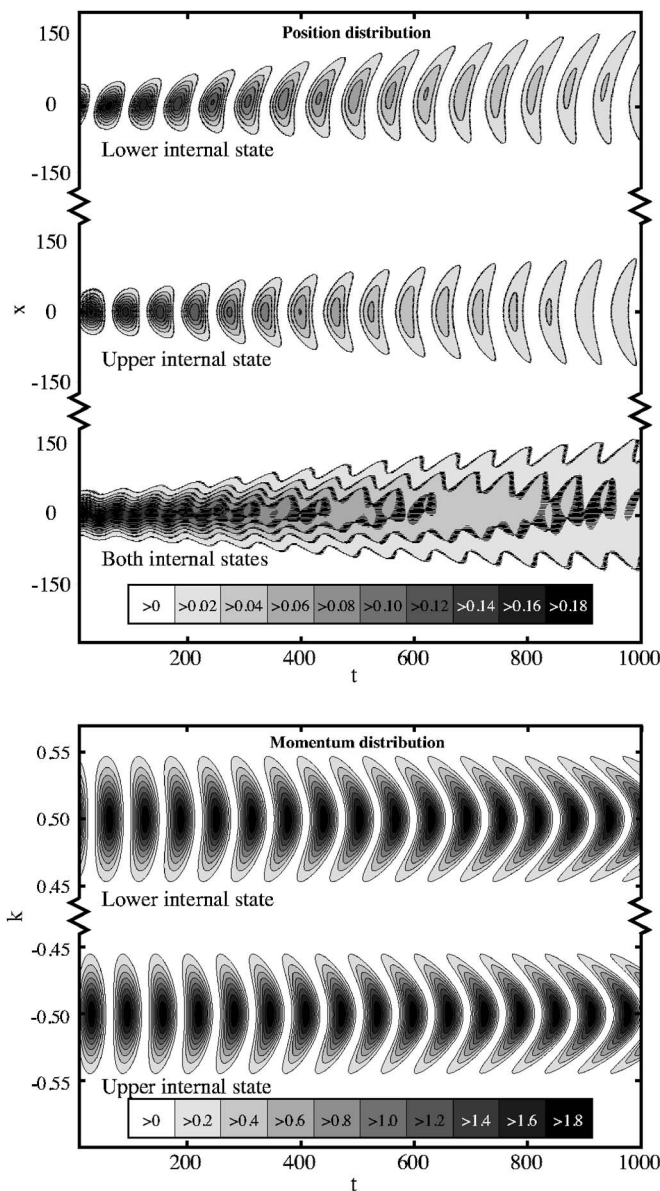 Position distribution
150
0
-150
Lower internal state
150
x
0
-150
Upper internal state
150
0
-150
Both internal states
>0 >0.02 >0.04 >0.06 >0.08 >0.10 >0.12 >0.14 >0.16 >0.18
200 400 600 800 1000
t
Momentum distribution
0.55
0.50
0.45
Lower internal state
k
-0.45
-0.50
-0.55
Upper internal state
>0 >0.2 >0.4 >0.6 >0.8 >1.0 >1.2 >1.4 >1.6 >1.8
200 400 600 800 1000
t